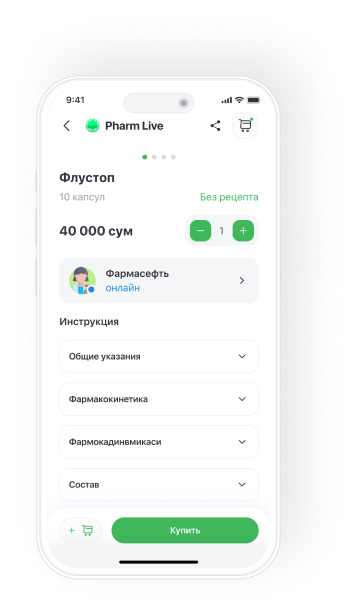 9:41
Pharm Live
Флустоп
10 капсул
Без рецепта
40 000 сум
− 1 +
Фармасефть
онлайн
Инструкция
Общие указания
Фармакокинетика
Фармокадинвмикаси
Состав
+
Купить